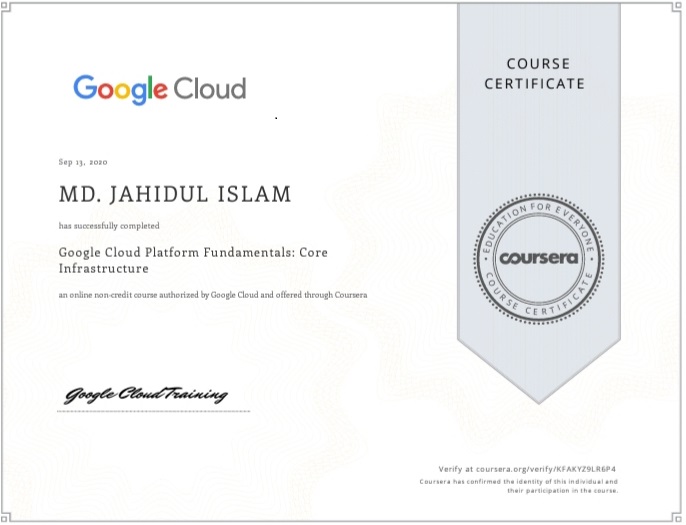 Google Cloud
COURSE
CERTIFICATE
Sep 13, 2020
MD. JAHIDUL ISLAM
has successfully completed
Google Cloud Platform Fundamentals: Core
Infrastructure
an online non-credit course authorized by Google Cloud and offered through Coursera
EDUCATION FOR EVERYONE
coursera
COURSE CERTIFICATE
Google Cloud Training
Verify at coursera.org/verify/KFAKYZ9LR6P4
Coursera has confirmed the identity of this individual and
their participation in the course.